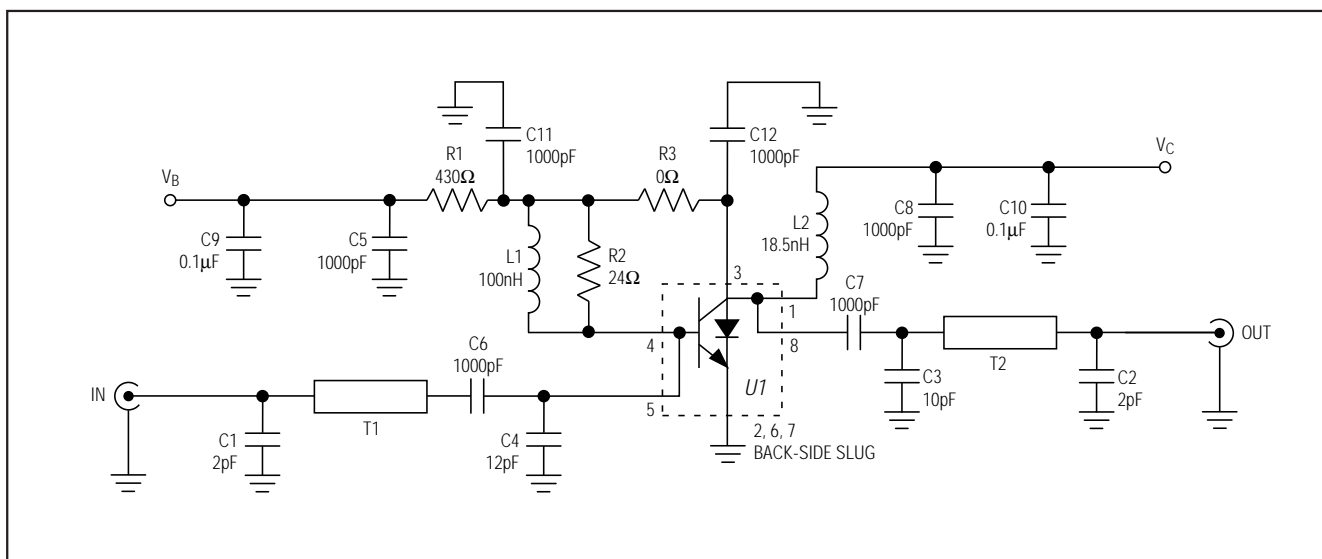 C11
1000pF
C12
1000pF
R1
430Ω
R3
0Ω
VB
VC
C9
0.1μF
C5
1000pF
L1
100nH
R2
24Ω
L2
18.5nH
C8
1000pF
C10
0.1μF
3
1
C7
1000pF
4
8
C6
1000pF
U1
OUT
IN
5
T1
T2
C1
2pF
C4
12pF
C3
10pF
C2
2pF
2, 6, 7
BACK-SIDE SLUG